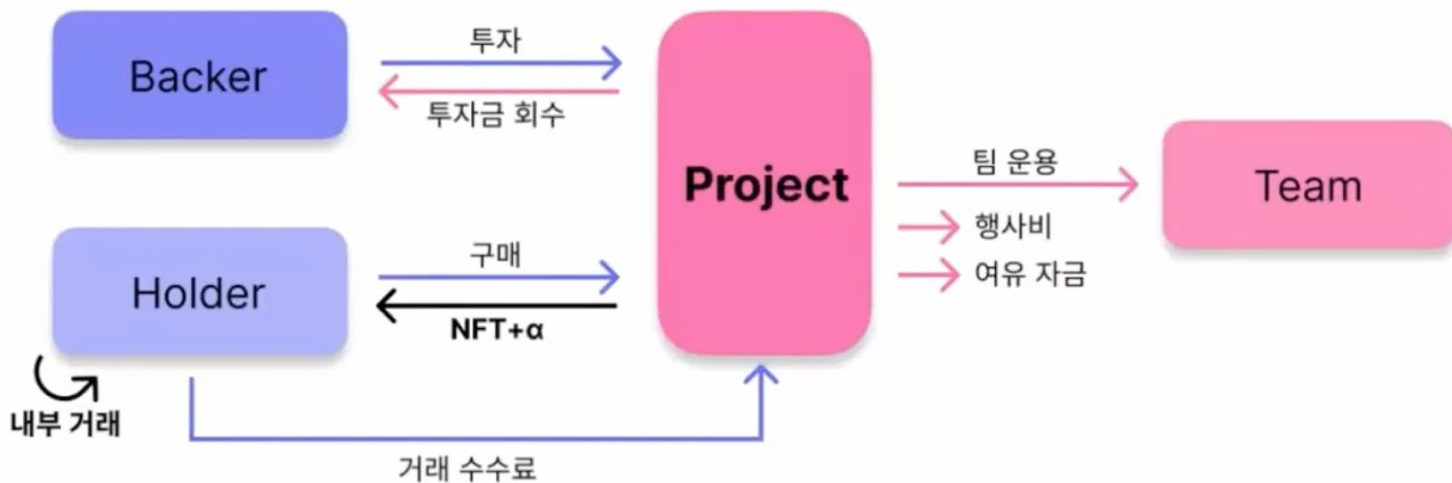 Backer
투자
투자금 회수
Project
팀 운용
Team
행사비
여유 자금
Holder
구매
NFT+α
내부 거래
거래 수수료